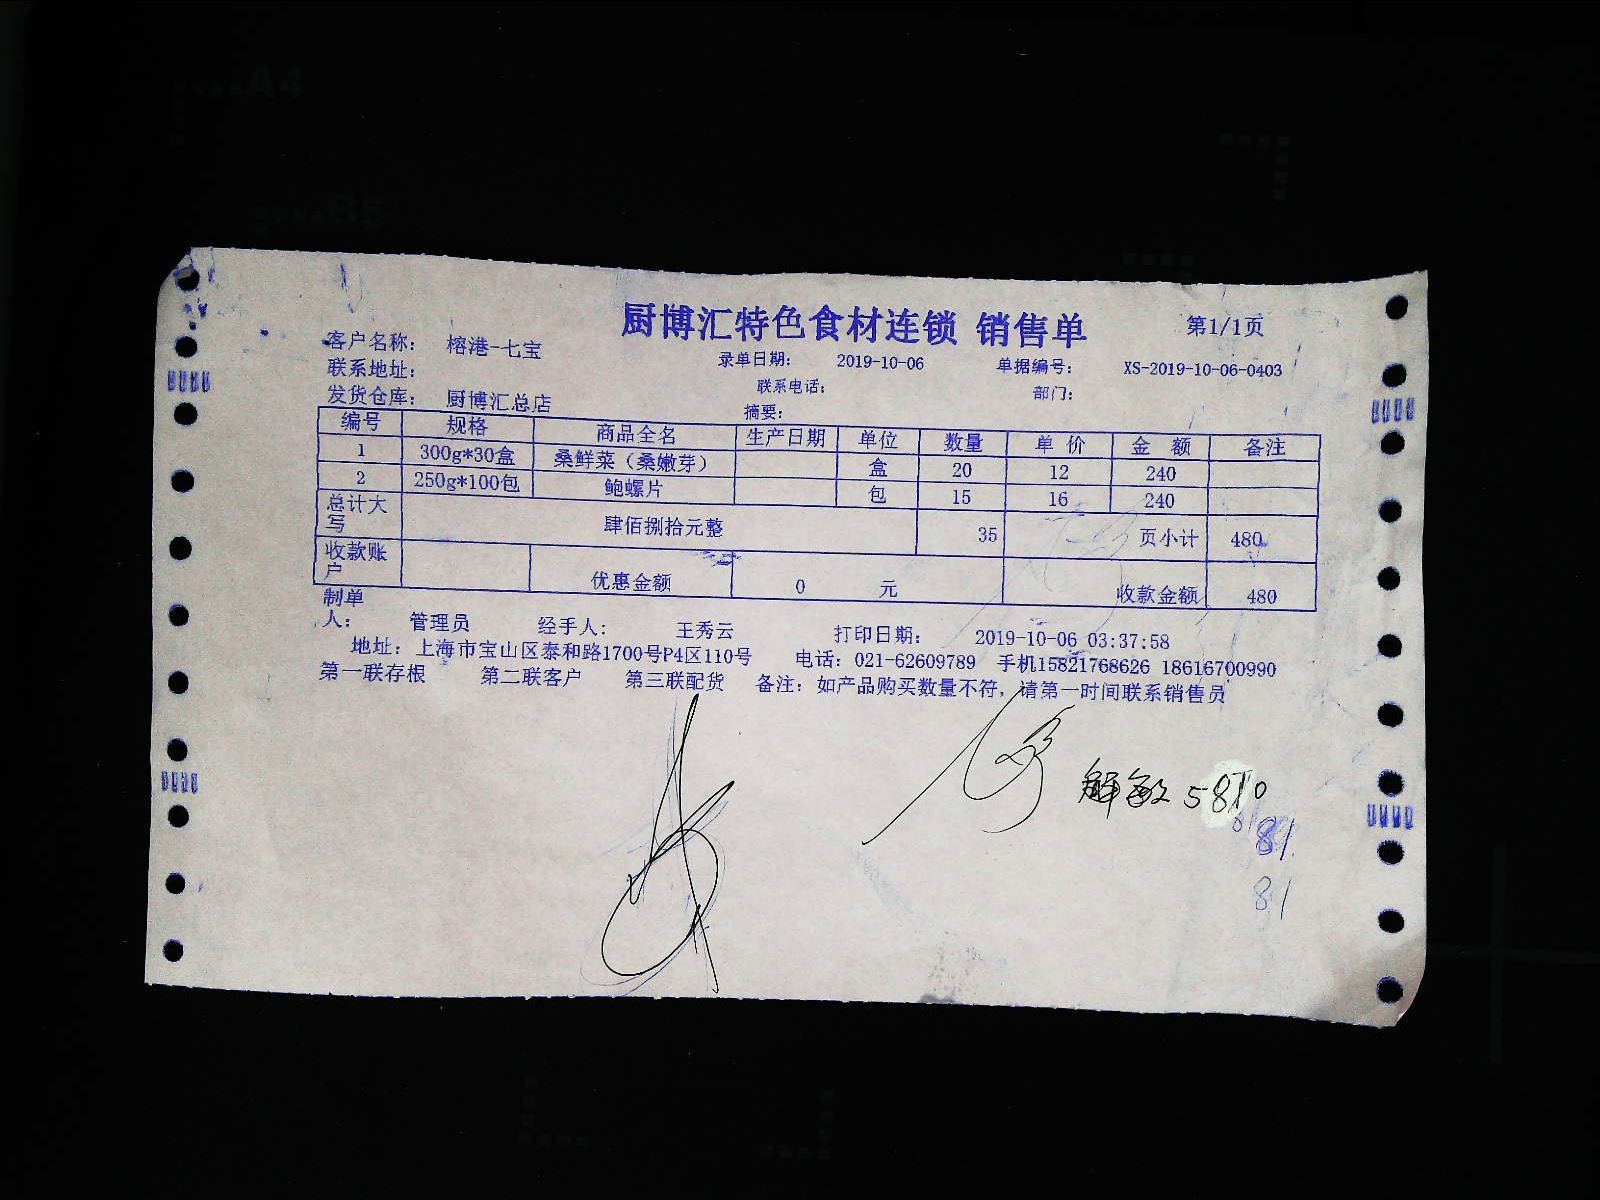 厨博汇特色食材连锁 销售单 第1/1页
客户名称： 榕港-七宝 录单日期： 2019-10-06 单据编号： XS-2019-10-06-0403
联系地址： 联系电话： 部门：
发货仓库： 厨博汇总店 摘要：
编号 规格 商品全名 生产日期 单位 数量 单 价 金 额 备注
1 300g*30盒 桑鲜菜（桑嫩芽） 盒 20 12 240
2 250g*100包 鲍螺片 包 15 16 240
总计大写 肆佰捌拾元整 35 页小计 480
收款账户 优惠金额 0 元 收款金额 480
制单人： 管理员 经手人： 王秀云 打印日期： 2019-10-06 03:37:58
地址：上海市宝山区泰和路1700号P4区110号 电话：021-62609789 手机15821768626 18616700990
第一联存根 第二联客户 第三联配货 备注：如产品购买数量不符，请第一时间联系销售员
解敏
81
81
A4
B5